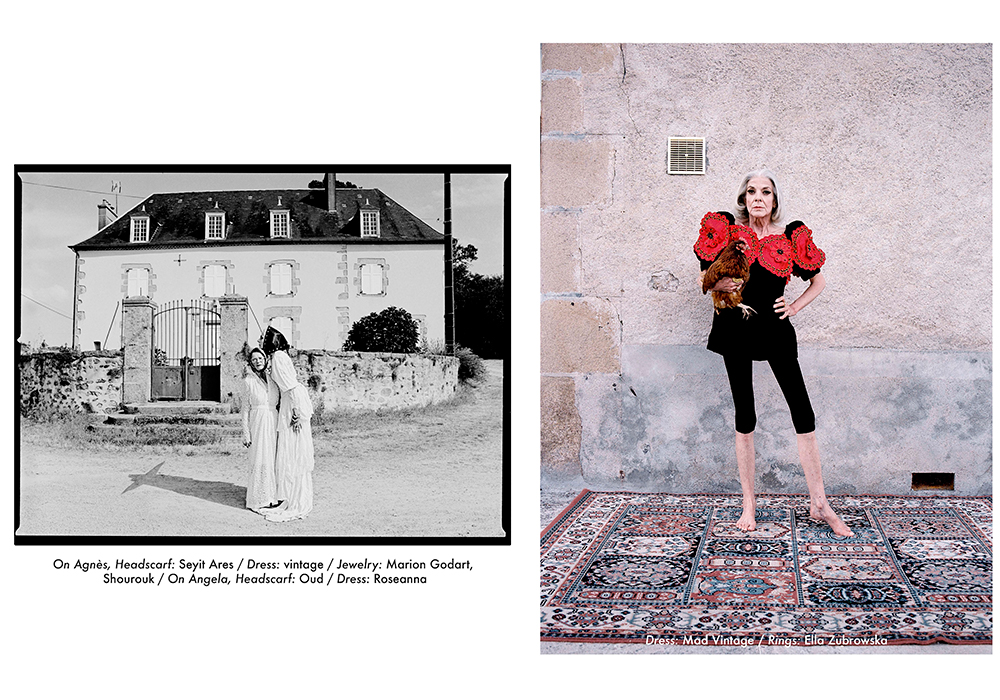 On Agnès, Headscarf: Seyit Ares / Dress: vintage / Jewelry: Marion Godart,
Shourouk / On Angela, Headscarf: Oud / Dress: Roseanna
Dress: Mad Vintage / Rings: Ella Zubrowska